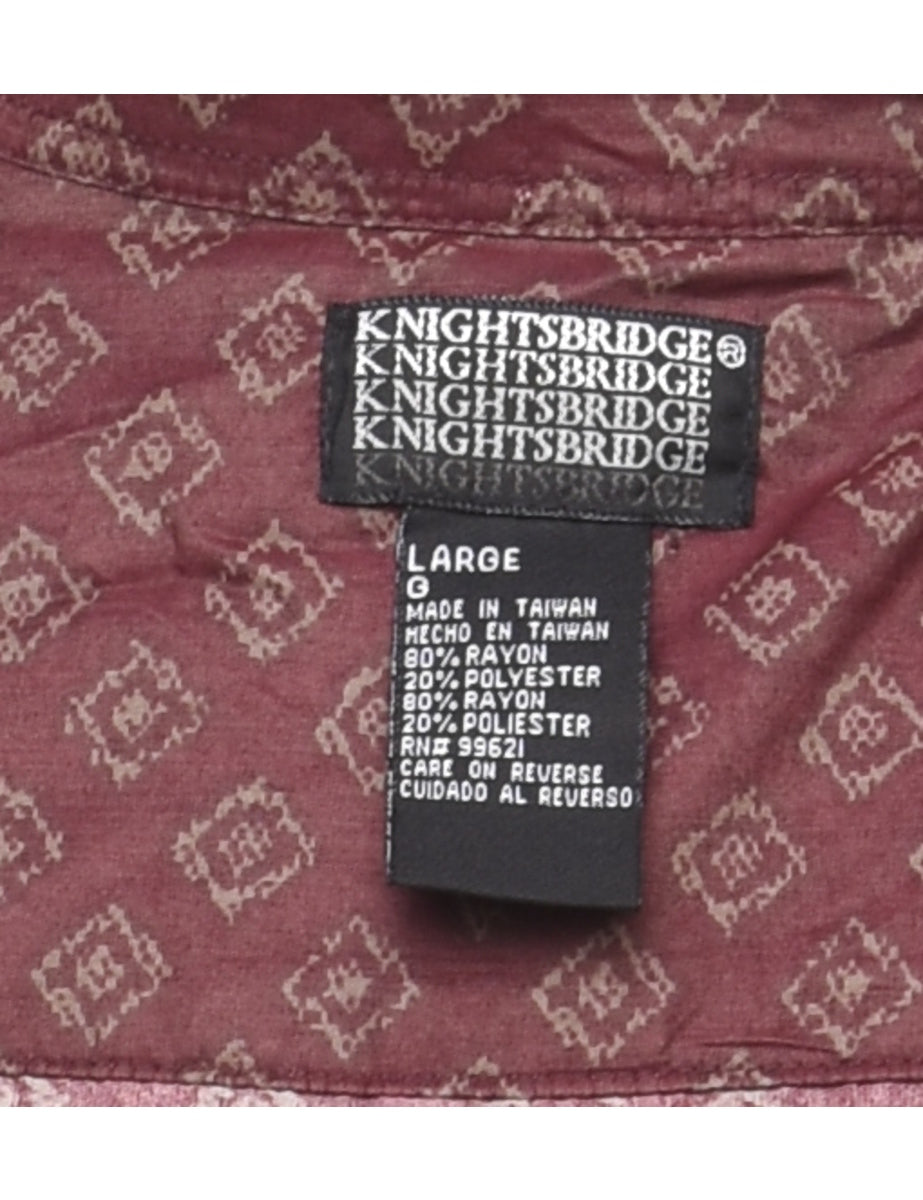 KNIGHTSBRIDGE®
KNIGHTSBRIDGE
KNIGHTSBRIDGE
KNIGHTSBRIDGE
KNIGHTSBRIDGE
LARGE
G
MADE IN TAIWAN
HECHO EN TAIWAN
80% RAYON
20% POLYESTER
80% RAYON
20% POLIESTER
RN# 99621
CARE ON REVERSE
CUIDADO AL REVERSO